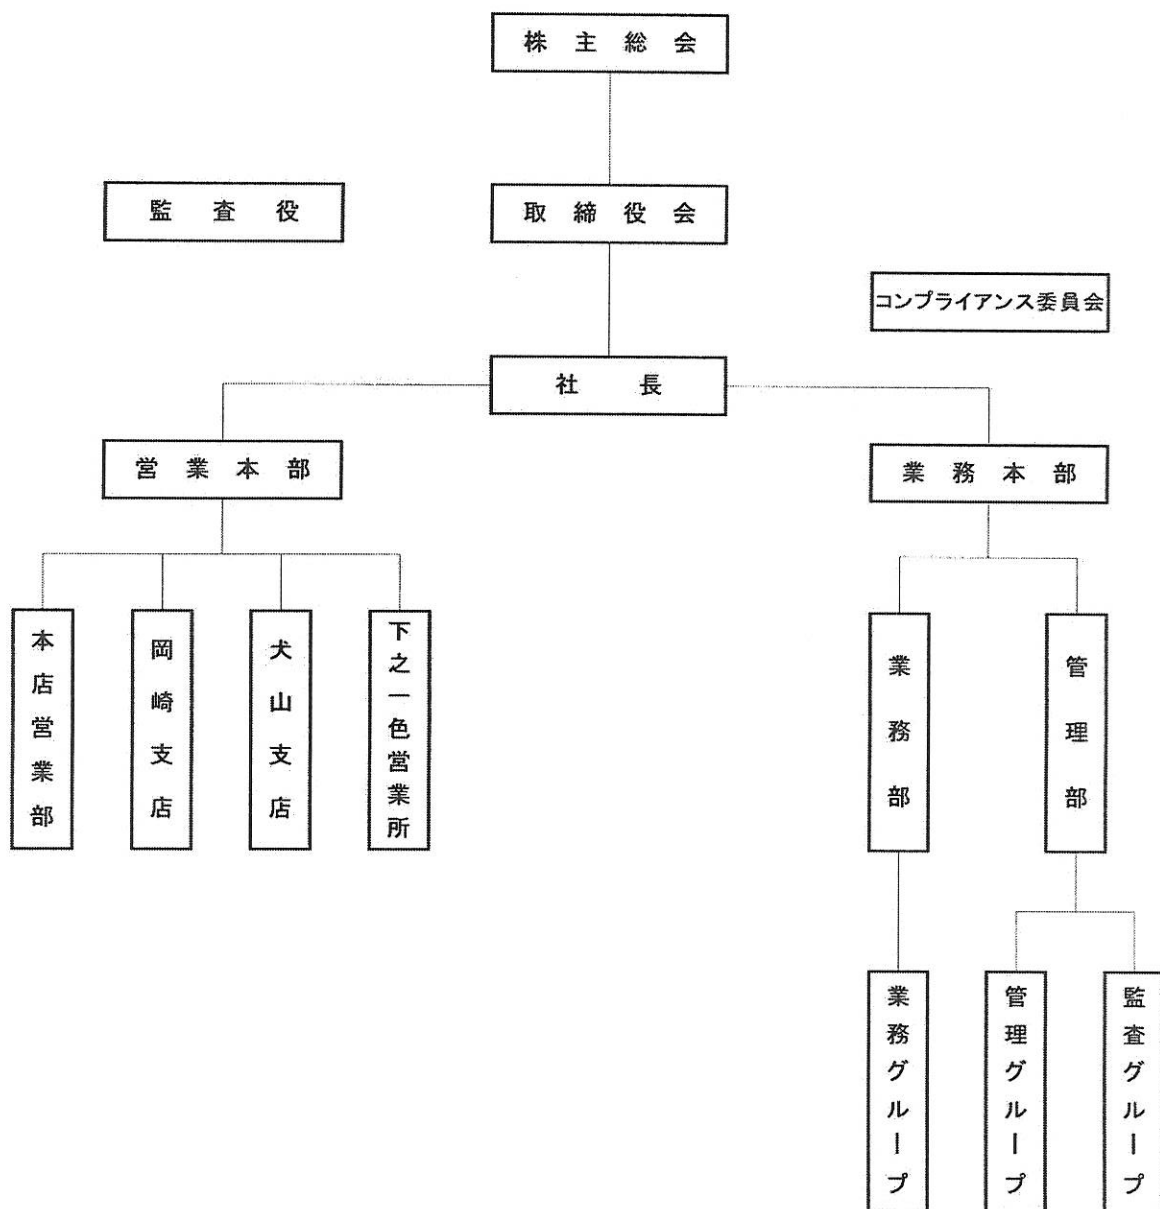 株主総会
監査役
取締役会
コンプライアンス委員会
社長
営業本部
業務本部
本店営業部
岡崎支店
犬山支店
下之一色営業所
業務部
管理部
業務グループ
管理グループ
監査グループ